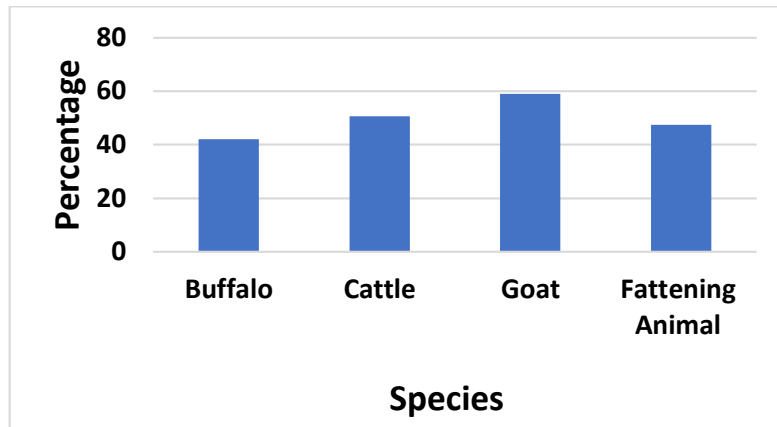 Percentage
80
60
40
20
0
Buffalo
Cattle
Goat
Fattening
Animal
Species